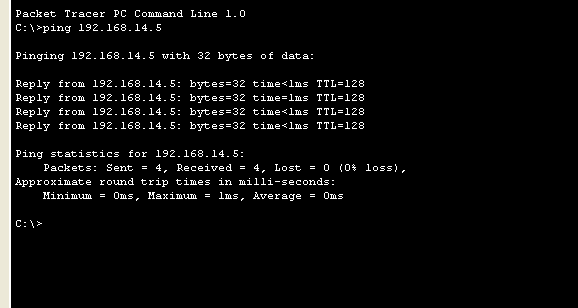 Packet Tracer PC Command Line 1.0
C:\>ping 192.168.14.5
Pinging 192.168.14.5 with 32 bytes of data:
Reply from 192.168.14.5: bytes=32 time<1ms TTL=128
Reply from 192.168.14.5: bytes=32 time=1ms TTL=128
Reply from 192.168.14.5: bytes=32 time<1ms TTL=128
Reply from 192.168.14.5: bytes=32 time<1ms TTL=128
Ping statistics for 192.168.14.5:
Packets: Sent = 4, Received = 4, Lost = 0 (0% loss),
Approximate round trip times in milli-seconds:
Minimum = 0ms, Maximum = 1ms, Average = 0ms
C:\>